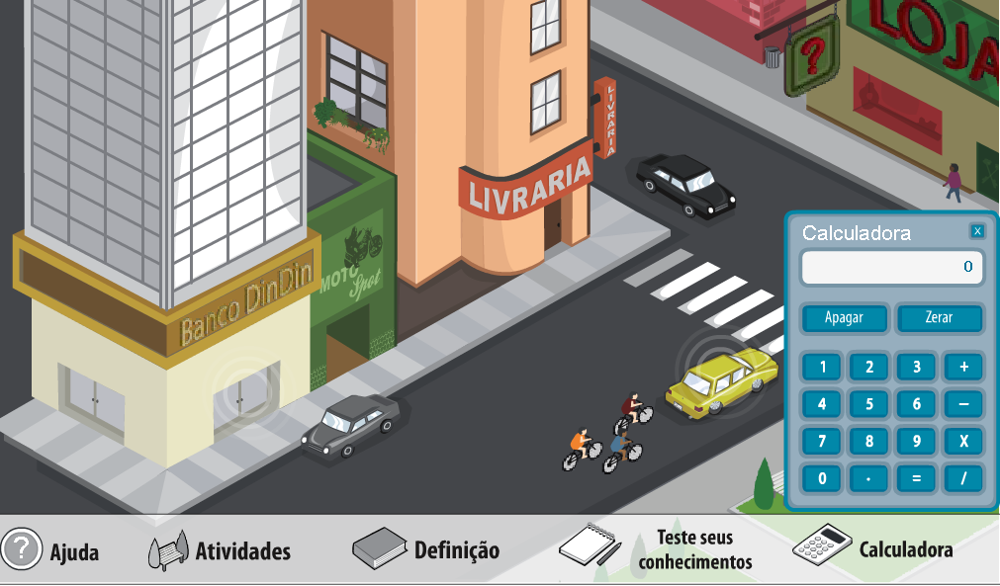 LOJA
?
LIVRARIA
LIVRARIA
MOTO
Spot
Banco DinDin
Calculadora
X
0
Apagar
Zerar
1 2 3 +
4 5 6 −
7 8 9 X
0 . = /
? Ajuda
Atividades
Definição
Teste seus
conhecimentos
Calculadora